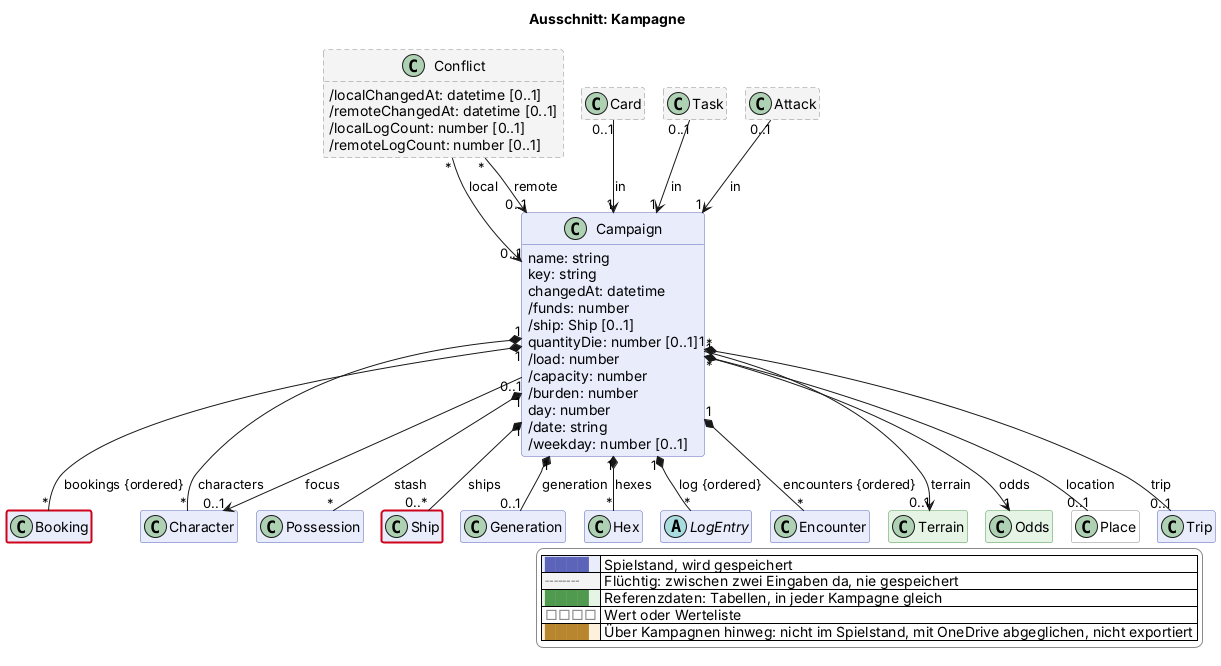 Ausschnitt: Kampagne
C Conflict
/localChangedAt: datetime [0..1]
/remoteChangedAt: datetime [0..1]
/localLogCount: number [0..1]
/remoteLogCount: number [0..1]
C Card
C Task
C Attack
* * 0..1 0..1 0..1
local remote in in in
0..1 1 1 1
C Campaign
0..1
name: string
key: string
changedAt: datetime
/funds: number
/ship: Ship [0..1]
quantityDie: number [0..1]
/load: number
/capacity: number
/burden: number
day: number
/date: string
/weekday: number [0..1]
1 1 0..1 1 1 1 1 1 1 1 * *
bookings {ordered} characters focus stash ships generation hexes log {ordered} encounters {ordered} terrain odds location trip
* * 0..1 * 0..* 0..1 * * * 0..1 1 0..1 0..1
C Booking
C Character
C Possession
C Ship
C Generation
C Hex
A LogEntry
C Encounter
C Terrain
C Odds
C Place
C Trip
Spielstand, wird gespeichert
Flüchtig: zwischen zwei Eingaben da, nie gespeichert
Referenzdaten: Tabellen, in jeder Kampagne gleich
Wert oder Werteliste
Über Kampagnen hinweg: nicht im Spielstand, mit OneDrive abgeglichen, nicht exportiert